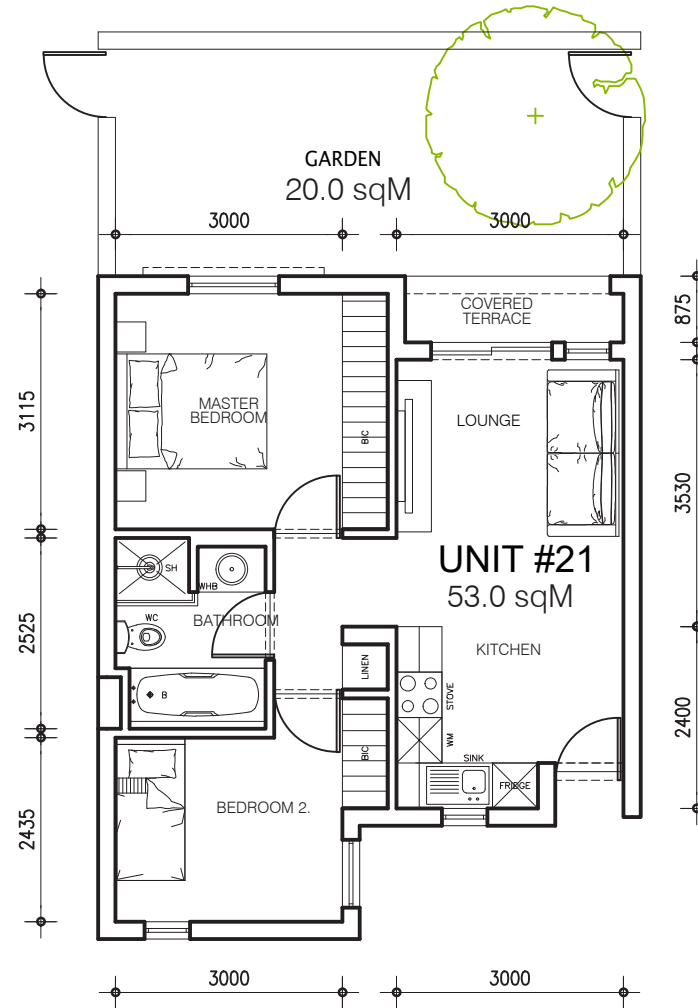 GARDEN
20.0 sqM
3000
3000
COVERED
TERRACE
875
3115
MASTER
BEDROOM
BC
LOUNGE
3530
UNIT #21
53.0 sqM
SH
WHB
WC
BATHROOM
2525
B
LINEN
KITCHEN
STOVE
WM
SINK
FRIDGE
2400
BIC
BEDROOM 2.
2435
3000
3000